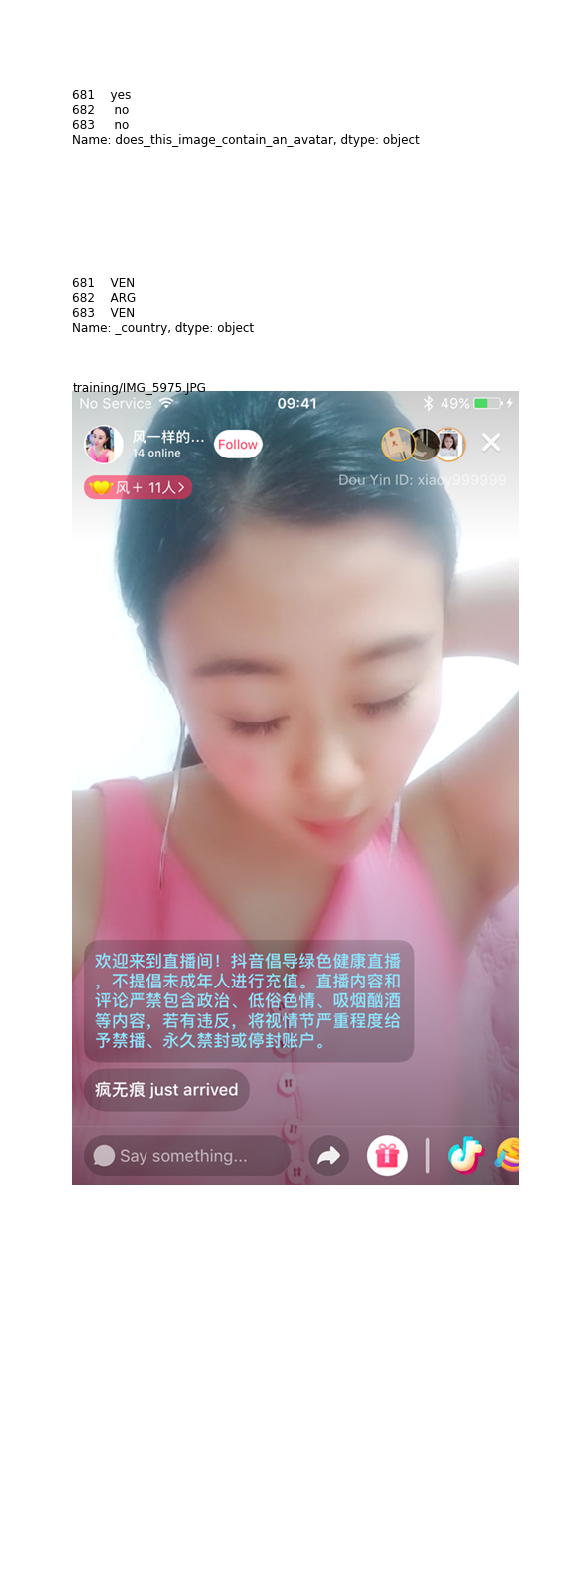 681 yes
682 no
683 no
Name: does_this_image_contain_an_avatar, dtype: object
681 VEN
682 ARG
683 VEN
Name: _country, dtype: object
training/IMG_5975.JPG
No Service 09:41 49%
风一样的...
14 online
Follow
风+ 11人>
Dou Yin ID: xiaoy999999
欢迎来到直播间！抖音倡导绿色健康直播
，不提倡未成年人进行充值。直播内容和
评论严禁包含政治、低俗色情、吸烟酗酒
等内容，若有违反，将视情节严重程度给
予禁播、永久禁封或停封账户。
疯无痕 just arrived
Say something...